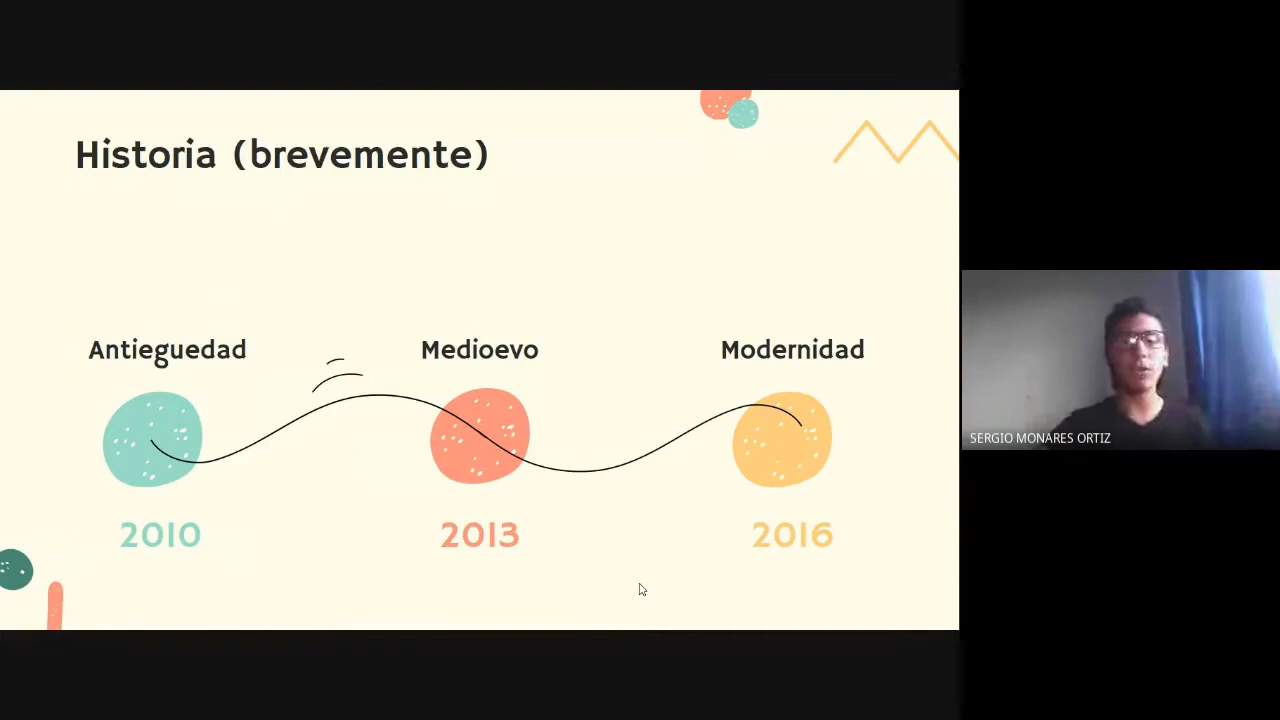 Historia (brevemente)
Antieguedad
Medioevo
Modernidad
2010
2013
2016
SERGIO MONARES ORTIZ